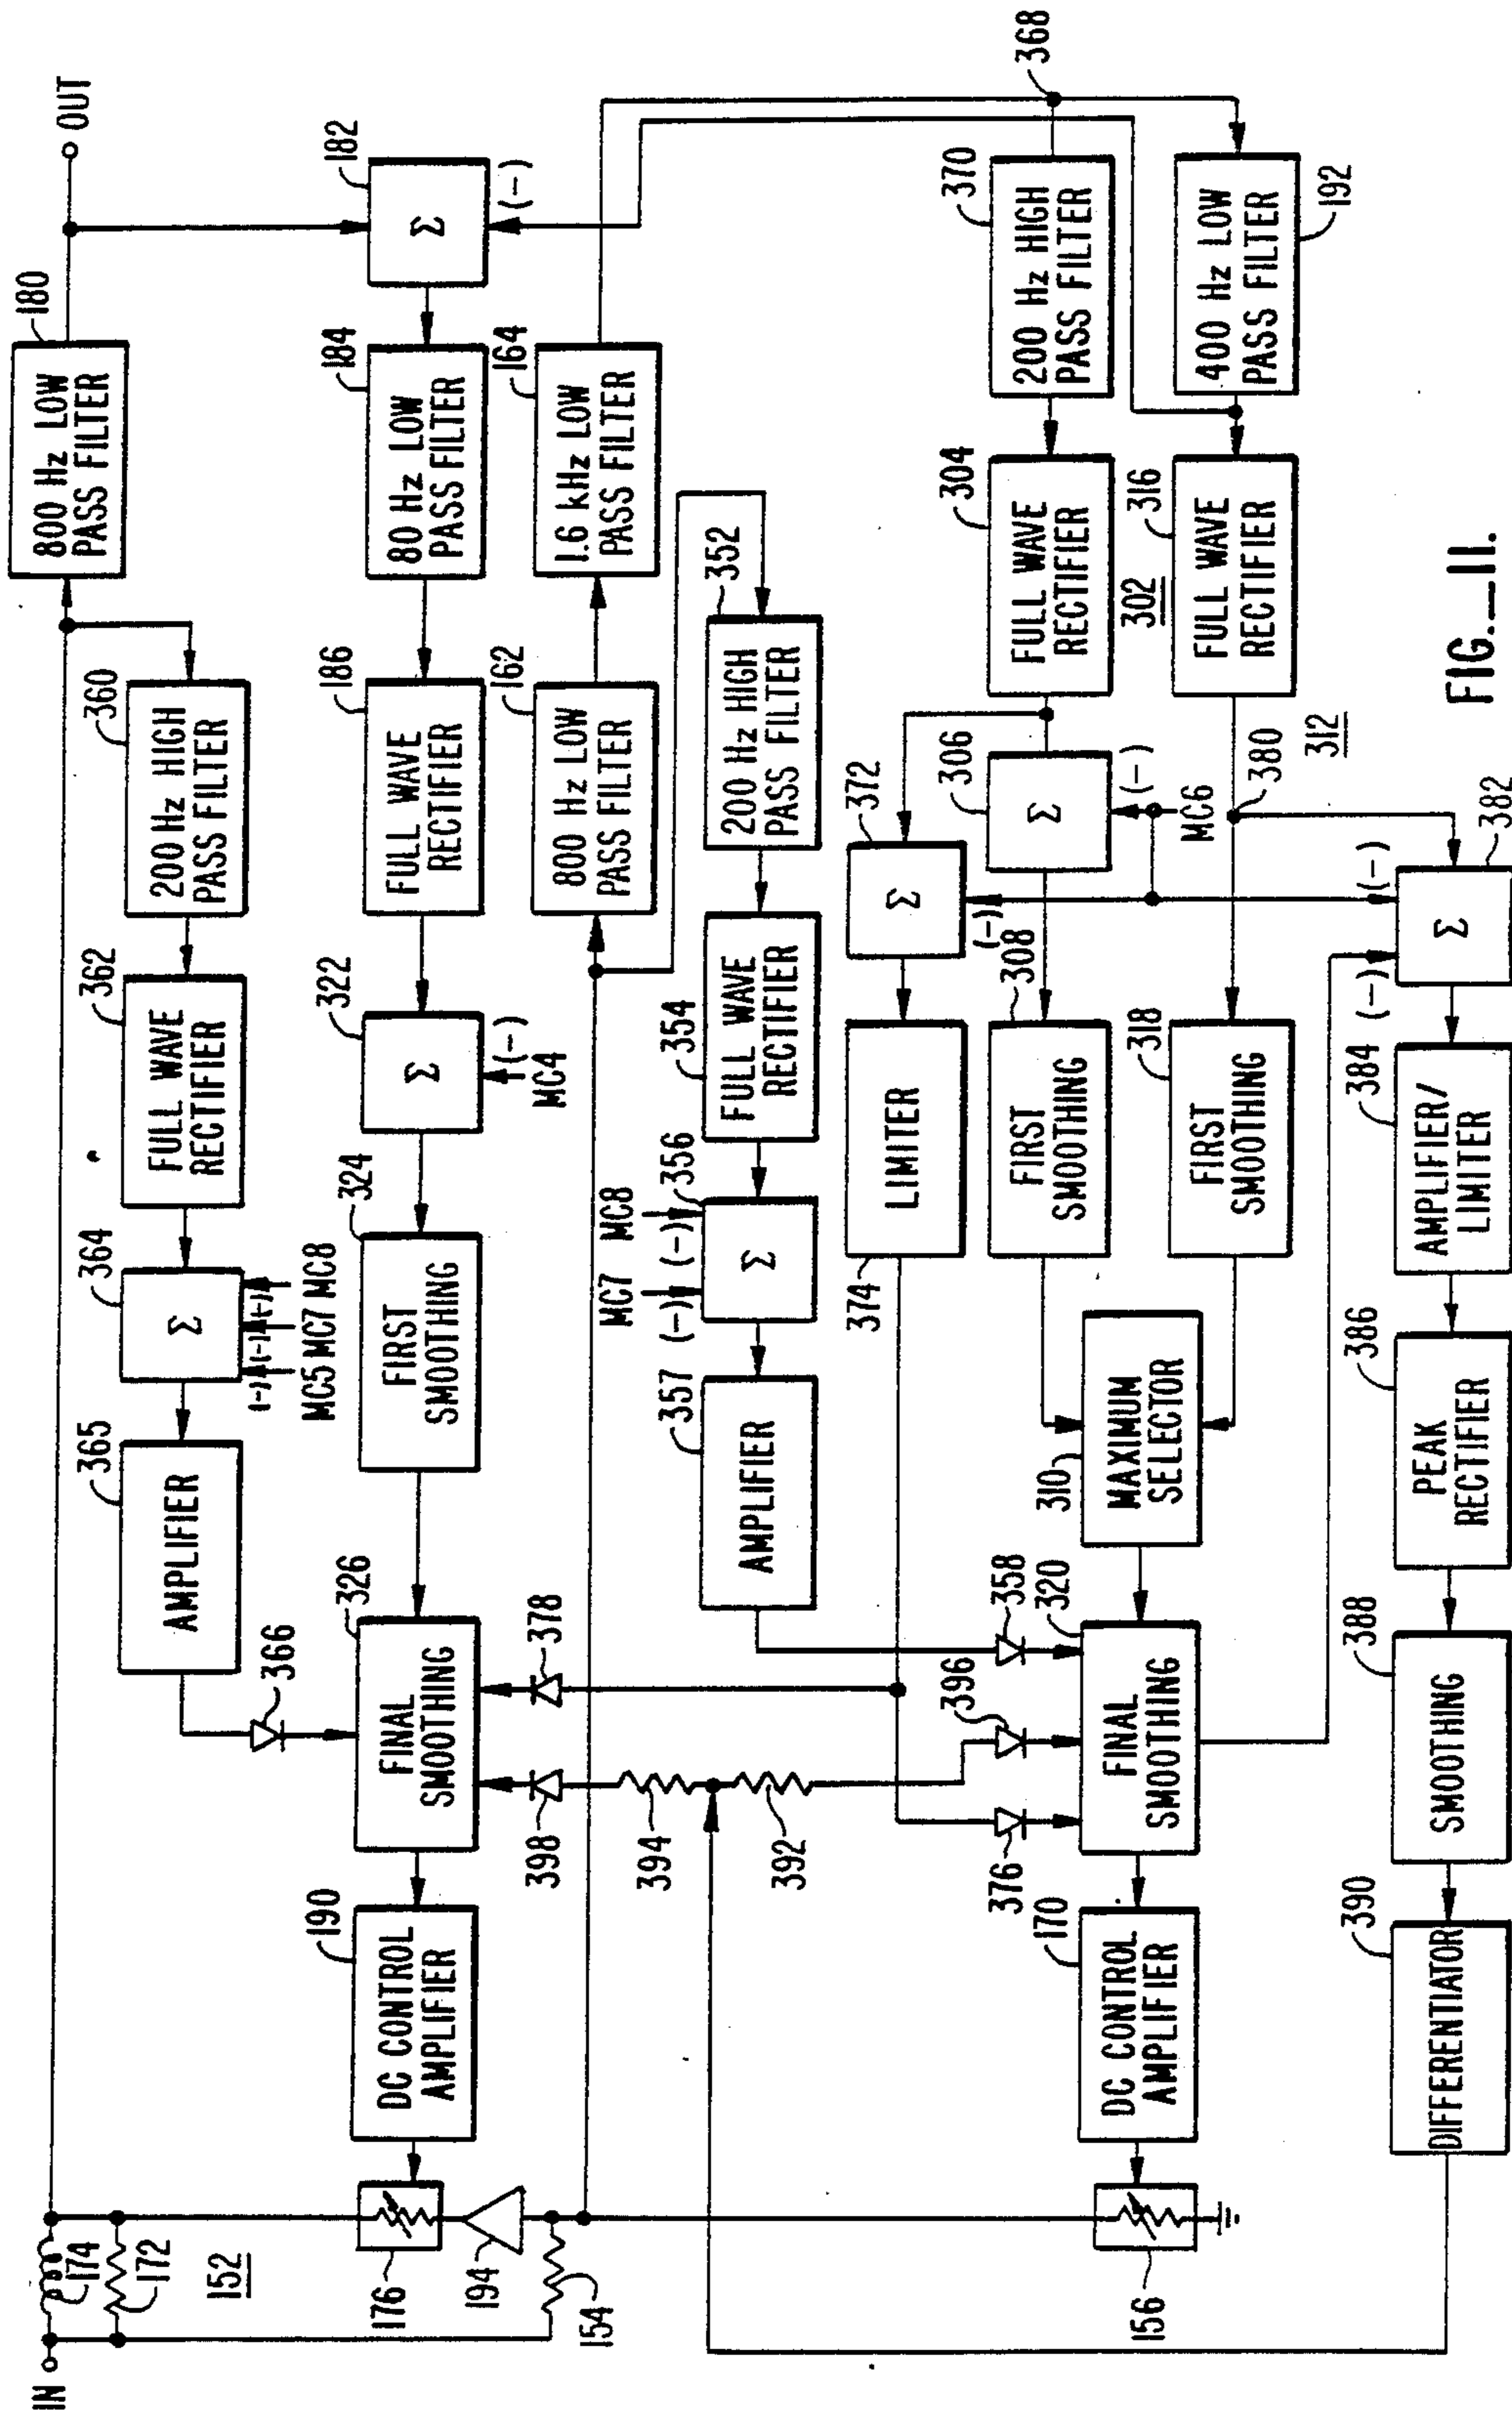 IN
174
172
152
176
194
154
156
OUT
180
800 Hz LOW
PASS FILTER
360
200 Hz HIGH
PASS FILTER
362
FULL WAVE
RECTIFIER
364
Σ
(-) (-) (-)
MC5 MC7 MC8
365
AMPLIFIER
366
182
Σ
(-)
184
80 Hz LOW
PASS FILTER
186
FULL WAVE
RECTIFIER
322
Σ
(-)
MC4
324
FIRST
SMOOTHING
326
FINAL
SMOOTHING
190
DC CONTROL
AMPLIFIER
378
398
394
392
162
800 Hz LOW
PASS FILTER
164
1.6 kHz LOW
PASS FILTER
352
200 Hz HIGH
PASS FILTER
354
FULL WAVE
RECTIFIER
356
Σ
MC7
(-)
MC8
(-)
357
AMPLIFIER
358
396
376
368
370
200 Hz HIGH
PASS FILTER
304
FULL WAVE
RECTIFIER
302
306
Σ
(-)
MC6
372
Σ
(-)
374
LIMITER
308
FIRST
SMOOTHING
192
400 Hz LOW
PASS FILTER
316
FULL WAVE
RECTIFIER
380
312
318
FIRST
SMOOTHING
310
MAXIMUM
SELECTOR
320
FINAL
SMOOTHING
170
DC CONTROL
AMPLIFIER
382
Σ
(-)
(-)
384
AMPLIFIER/
LIMITER
386
PEAK
RECTIFIER
388
SMOOTHING
390
DIFFERENTIATOR
FIG._11.